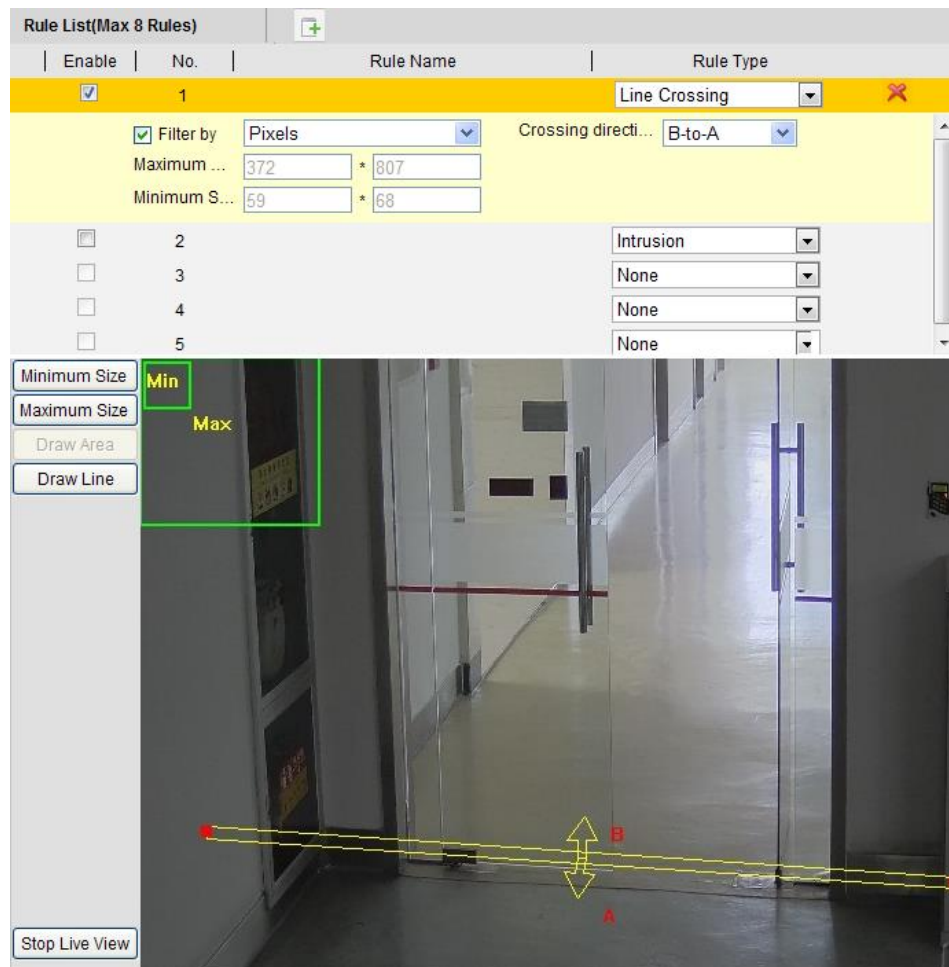 Rule List(Max 8 Rules)
Enable No. Rule Name Rule Type
1 Line Crossing
Filter by Pixels Crossing directi... B-to-A
Maximum ... 372 * 807
Minimum S... 59 * 68
2 Intrusion
3 None
4 None
5 None
Minimum Size
Maximum Size
Draw Area
Draw Line
Min
Max
B
A
Stop Live View